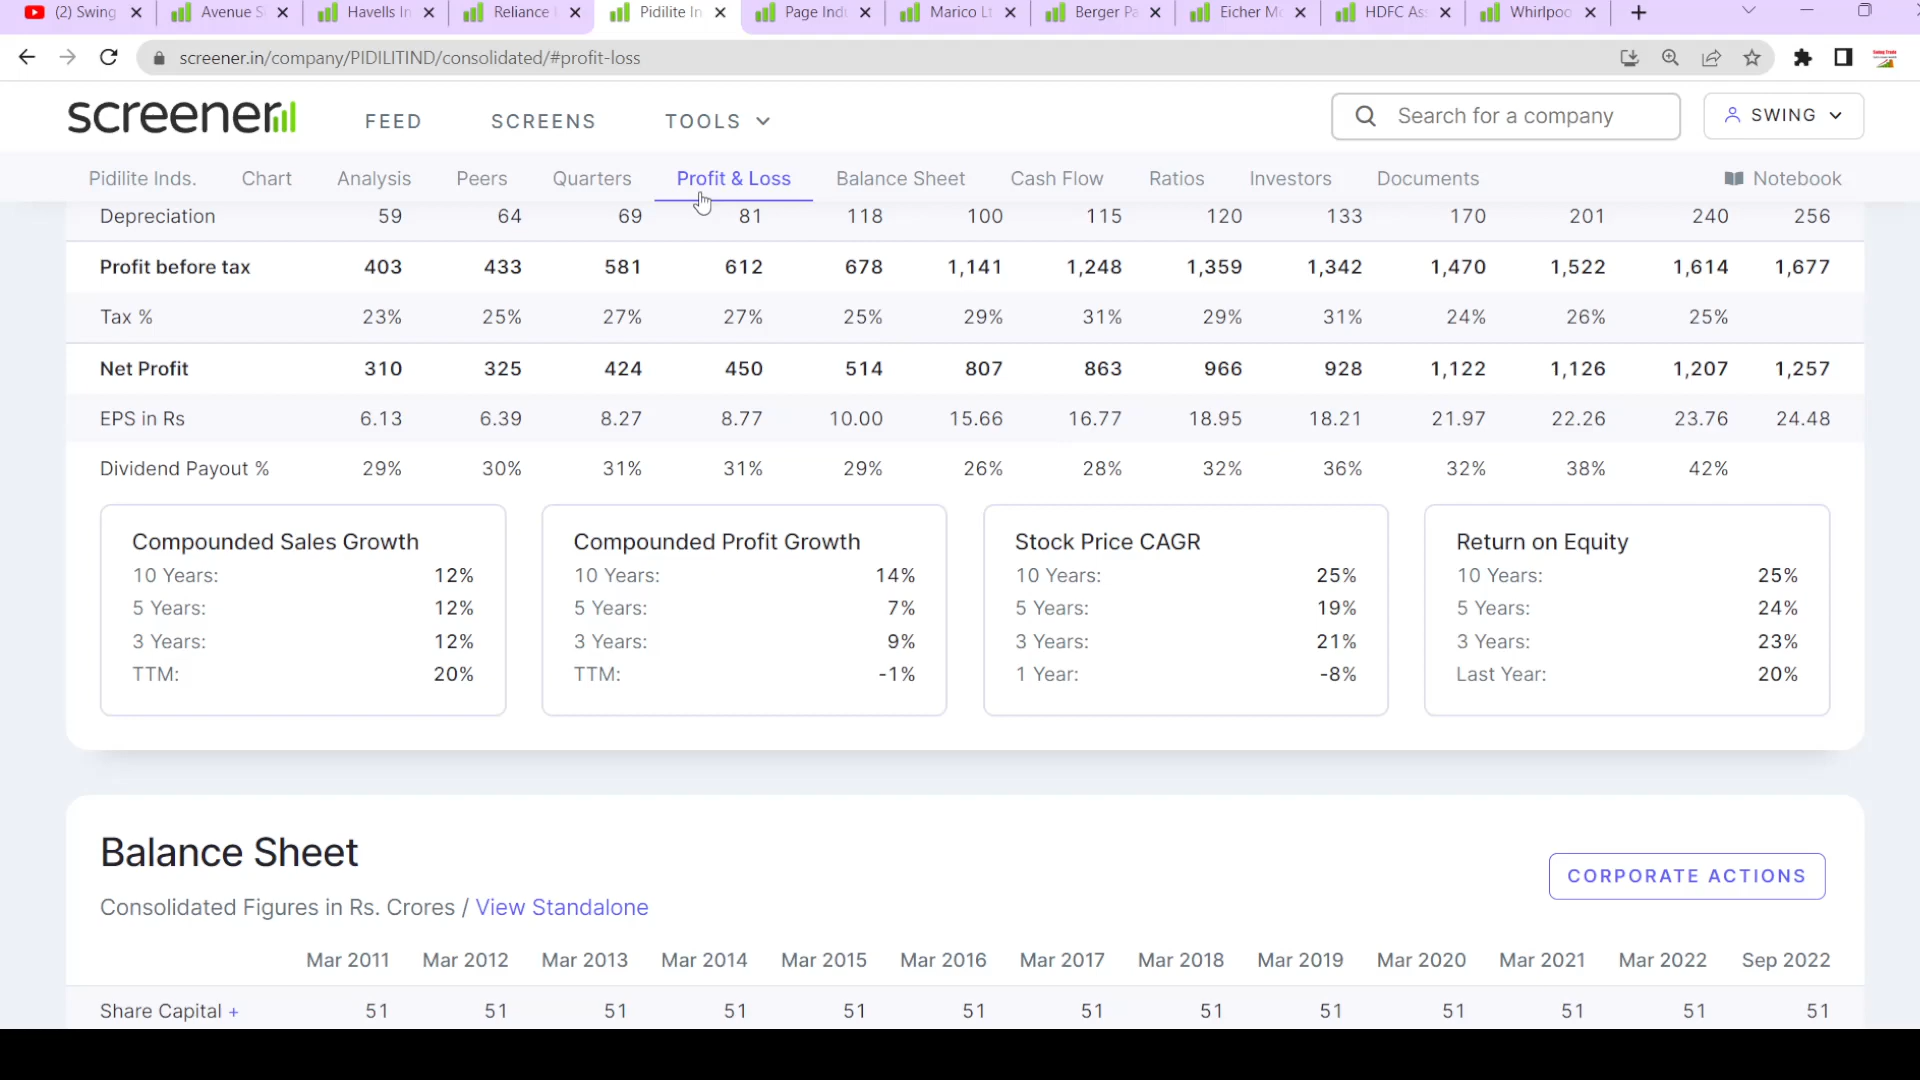 (2) Swing
Avenue S
Havells In
Reliance
Pidilite In
Page Indu
Marico Lt
Berger Pa
Eicher Mo
HDFC Ass
Whirlpoo
screener.in/company/PIDILITIND/consolidated/#profit-loss
screener FEED SCREENS TOOLS Search for a company SWING
Pidilite Inds. Chart Analysis Peers Quarters Profit & Loss Balance Sheet Cash Flow Ratios Investors Documents Notebook
Depreciation 59 64 69 81 118 100 115 120 133 170 201 240 256
Profit before tax 403 433 581 612 678 1,141 1,248 1,359 1,342 1,470 1,522 1,614 1,677
Tax % 23% 25% 27% 27% 25% 29% 31% 29% 31% 24% 26% 25%
Net Profit 310 325 424 450 514 807 863 966 928 1,122 1,126 1,207 1,257
EPS in Rs 6.13 6.39 8.27 8.77 10.00 15.66 16.77 18.95 18.21 21.97 22.26 23.76 24.48
Dividend Payout % 29% 30% 31% 31% 29% 26% 28% 32% 36% 32% 38% 42%
Compounded Sales Growth
10 Years: 12%
5 Years: 12%
3 Years: 12%
TTM: 20%
Compounded Profit Growth
10 Years: 14%
5 Years: 7%
3 Years: 9%
TTM: -1%
Stock Price CAGR
10 Years: 25%
5 Years: 19%
3 Years: 21%
1 Year: -8%
Return on Equity
10 Years: 25%
5 Years: 24%
3 Years: 23%
Last Year: 20%
Balance Sheet
CORPORATE ACTIONS
Consolidated Figures in Rs. Crores / View Standalone
Mar 2011 Mar 2012 Mar 2013 Mar 2014 Mar 2015 Mar 2016 Mar 2017 Mar 2018 Mar 2019 Mar 2020 Mar 2021 Mar 2022 Sep 2022
Share Capital + 51 51 51 51 51 51 51 51 51 51 51 51 51